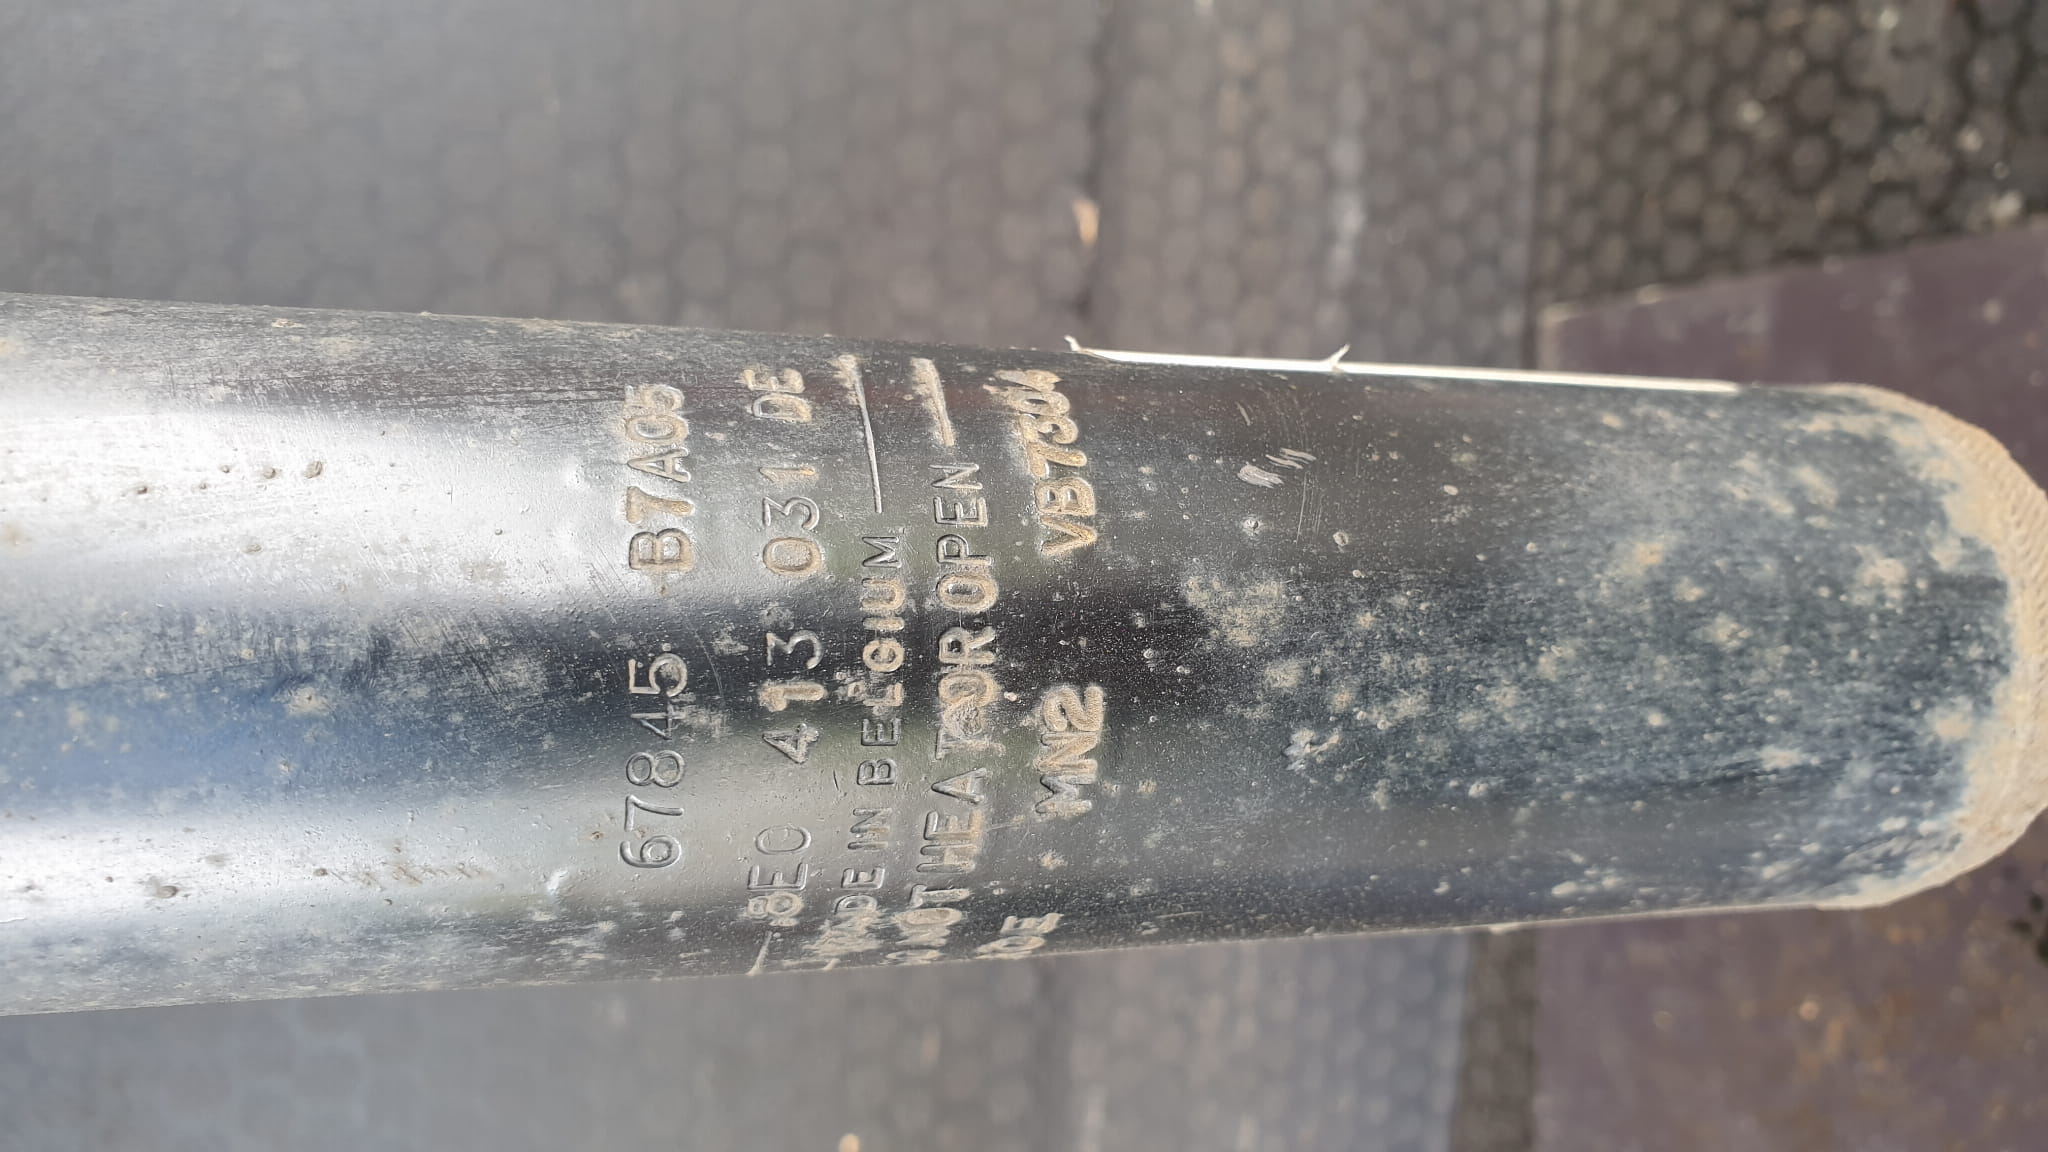 67845 B7A05
8E0 413 031 DE
MADE IN BELGIUM
NOT HEAT OR OPEN
MN2 VB7304